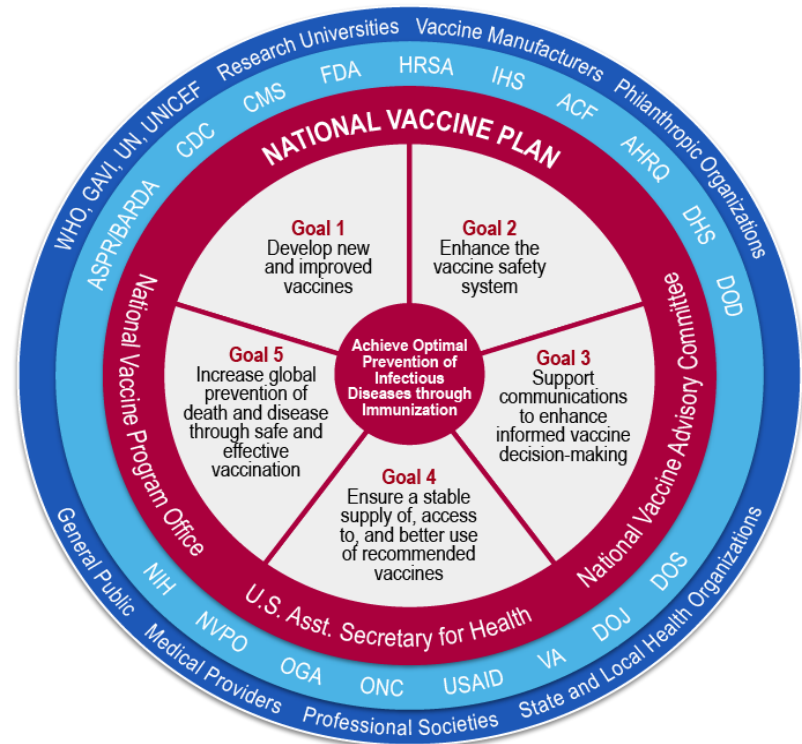 WHO, GAVI, UN, UNICEF
Research Universities
Vaccine Manufacturers
Philanthropic Organizations
ASPR/BARDA
CDC
CMS
FDA
HRSA
IHS
ACF
AHRQ
DHS
DOD
NATIONAL VACCINE PLAN
National Vaccine Program Office
National Vaccine Advisory Committee
U.S. Asst. Secretary for Health
Goal 1
Develop new
and improved
vaccines
Goal 2
Enhance the
vaccine safety
system
Goal 3
Support
communications
to enhance
informed vaccine
decision-making
Goal 4
Ensure a stable
supply of, access
to, and better use
of recommended
vaccines
Goal 5
Increase global
prevention of
death and disease
through safe and
effective
vaccination
Achieve Optimal
Prevention of
Infectious
Diseases through
Immunization
NIH
NVPO
OGA
ONC
USAID
VA
DOJ
DOS
General Public
Medical Providers
Professional Societies
State and Local Health Organizations